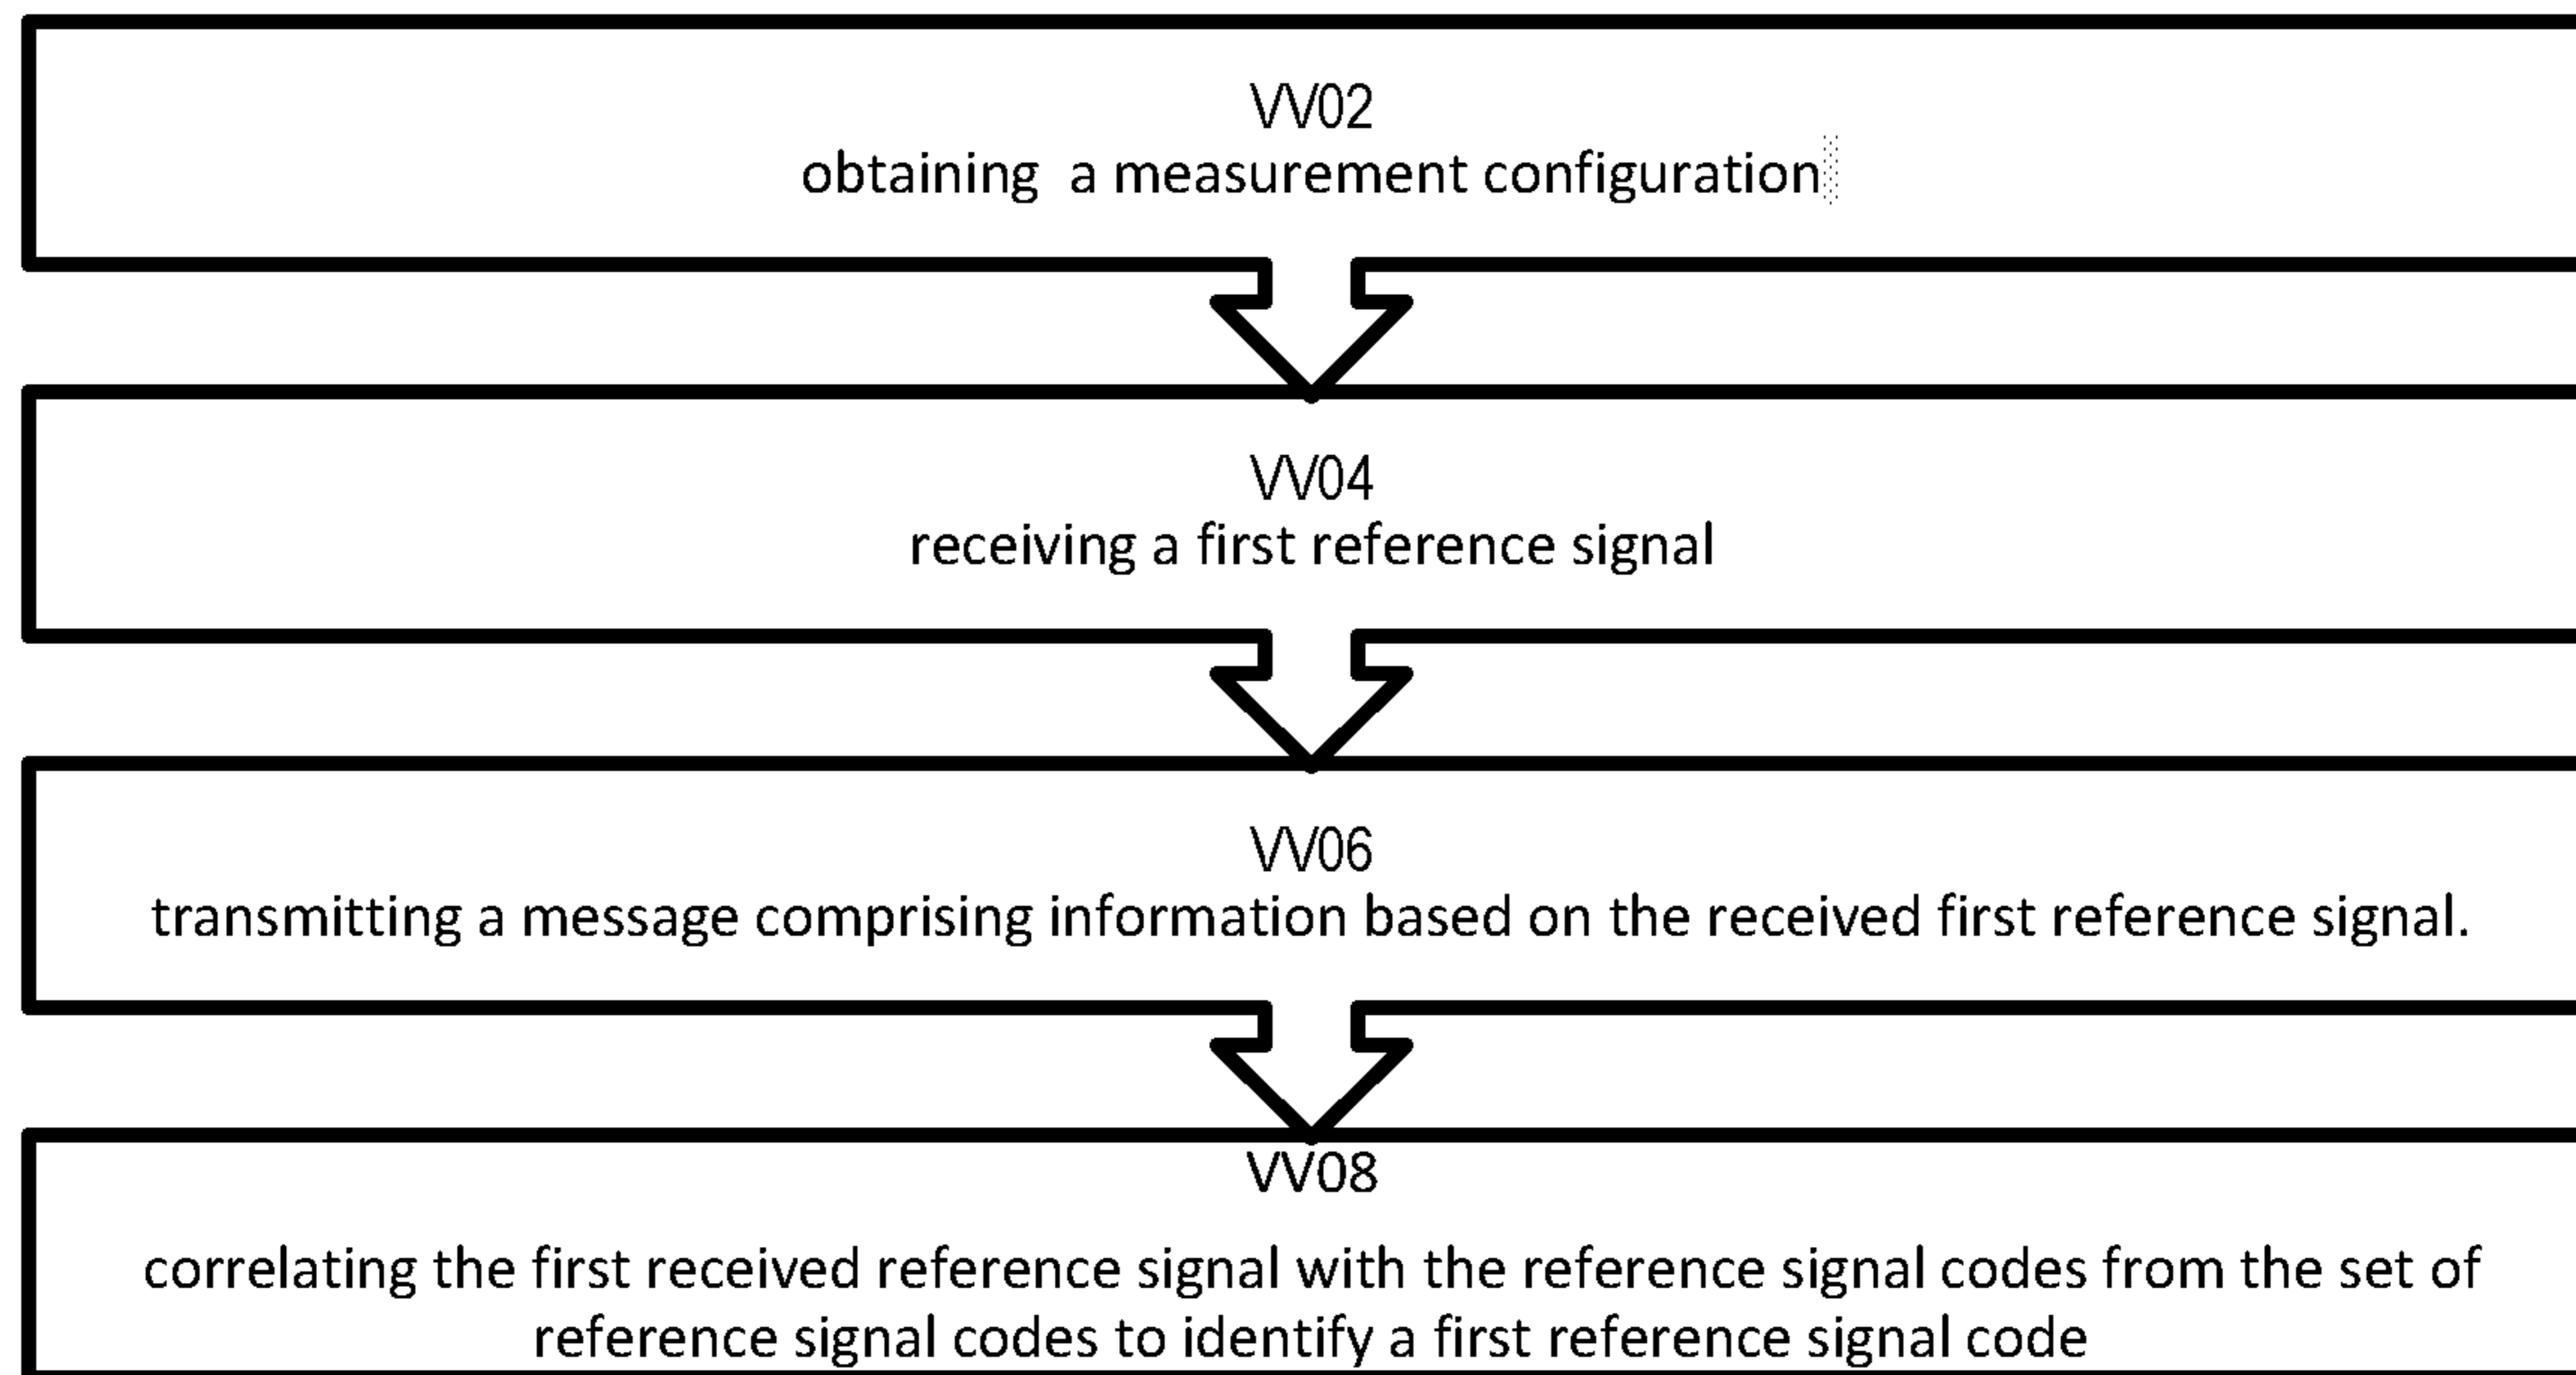 VV02
obtaining  a measurement configuration
VV04
receiving a first reference signal
VV06
transmitting a message comprising information based on the received first reference signal.
VV08
correlating the first received reference signal with the reference signal codes from the set of
reference signal codes to identify a first reference signal code